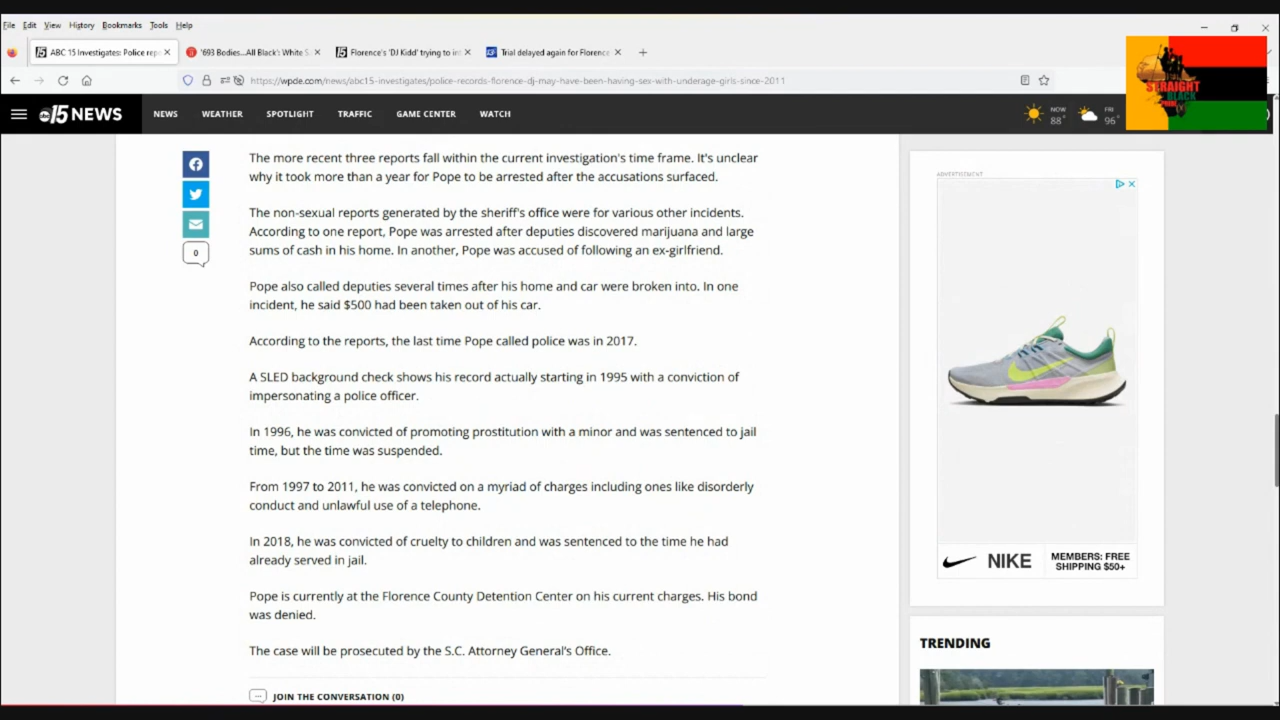 File Edit View History Bookmarks Tools Help
ABC 15 Investigates: Police repo
'693 Bodies...All Black': White S
Florence's 'DJ Kidd' trying to in
Trial delayed again for Florence
https://wpde.com/news/abc15-investigates/police-records-florence-dj-may-have-been-having-sex-with-underage-girls-since-2011
STRAIGHT
BLACK
PRIDE
abc 15 NEWS
NEWS WEATHER SPOTLIGHT TRAFFIC GAME CENTER WATCH
NOW
88°
FRI
96°
The more recent three reports fall within the current investigation's time frame. It's unclear
why it took more than a year for Pope to be arrested after the accusations surfaced.
The non-sexual reports generated by the sheriff's office were for various other incidents.
According to one report, Pope was arrested after deputies discovered marijuana and large
sums of cash in his home. In another, Pope was accused of following an ex-girlfriend.
Pope also called deputies several times after his home and car were broken into. In one
incident, he said $500 had been taken out of his car.
According to the reports, the last time Pope called police was in 2017.
A SLED background check shows his record actually starting in 1995 with a conviction of
impersonating a police officer.
In 1996, he was convicted of promoting prostitution with a minor and was sentenced to jail
time, but the time was suspended.
From 1997 to 2011, he was convicted on a myriad of charges including ones like disorderly
conduct and unlawful use of a telephone.
In 2018, he was convicted of cruelty to children and was sentenced to the time he had
already served in jail.
Pope is currently at the Florence County Detention Center on his current charges. His bond
was denied.
The case will be prosecuted by the S.C. Attorney General's Office.
JOIN THE CONVERSATION (0)
0
ADVERTISEMENT
NIKE
MEMBERS: FREE
SHIPPING $50+
TRENDING